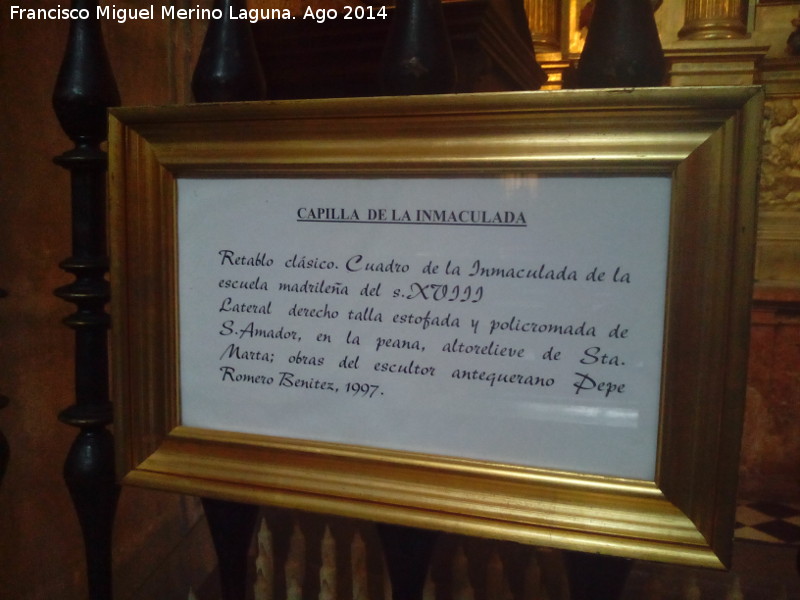 Francisco Miguel Merino Laguna. Ago 2014
CAPILLA DE LA INMACULADA
Retablo clásico. Cuadro de la Inmaculada de la
escuela madrileña del s.XVIII
Lateral derecho talla estofada y policromada de
S.Amador, en la peana, altorelieve de Sta.
Marta; obras del escultor antequerano Pepe
Romero Benitez, 1997.